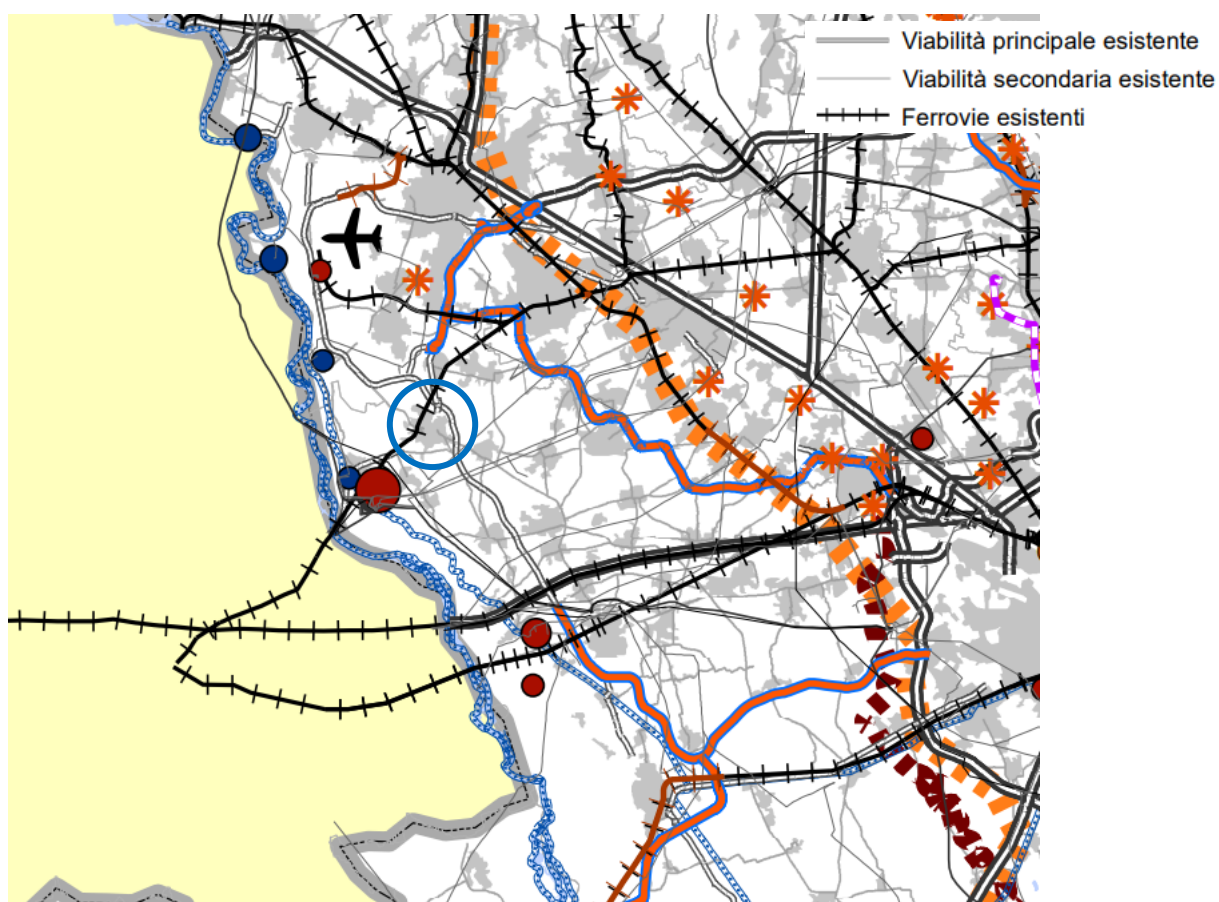 Viabilità principale esistente
Viabilità secondaria esistente
Ferrovie esistenti